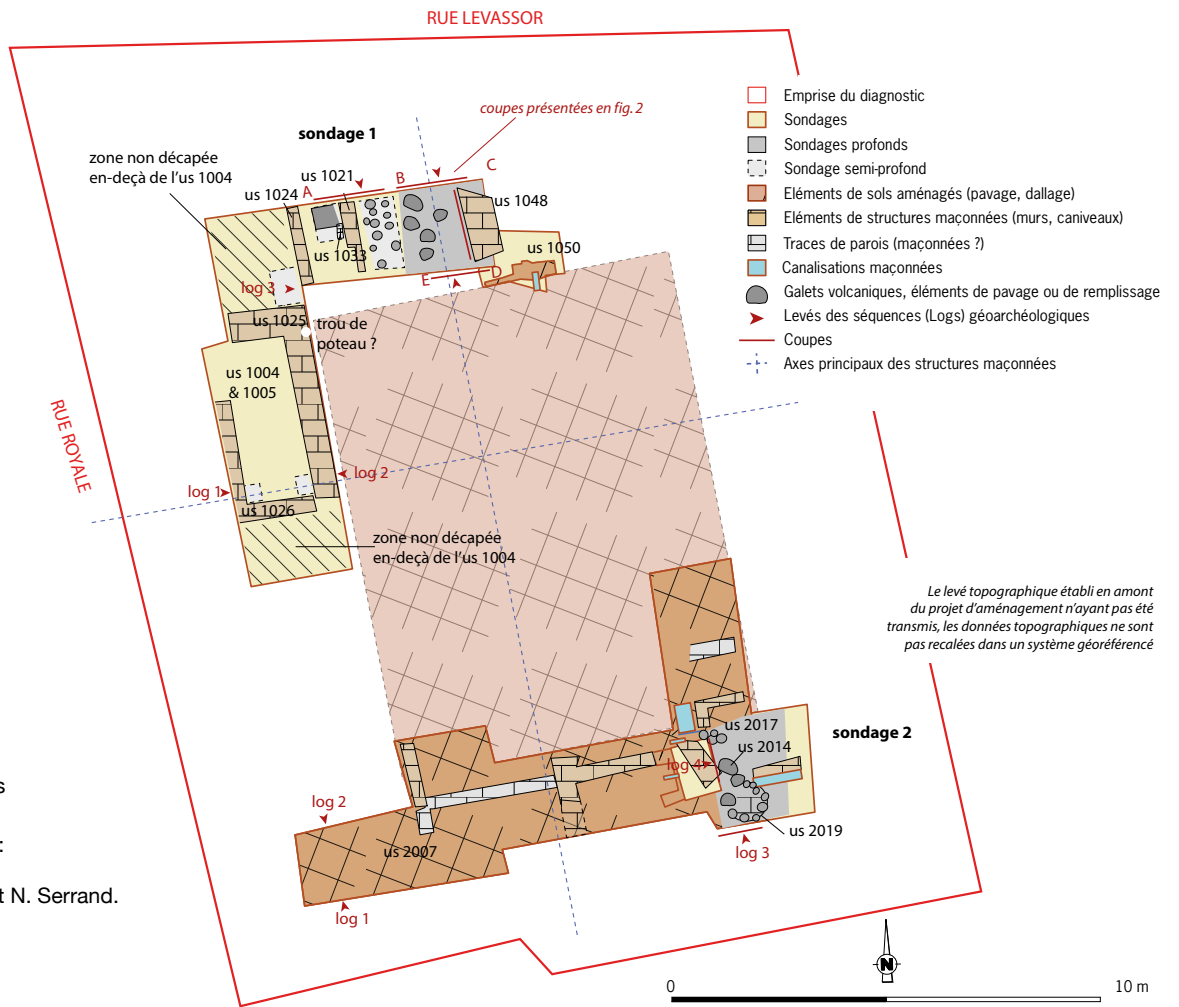 RUE LEVASSOR
coupes présentées en fig. 2
sondage 1
zone non décapée
en-deçà de l'us 1004
us 1021
us 1024
A
B
C
us 1048
us 1033
us 1050
E
D
log 3
us 1025
trou de
poteau ?
us 1004
& 1005
RUE ROYALE
log 2
log 1
us 1026
zone non décapée
en-deçà de l'us 1004
Emprise du diagnostic
Sondages
Sondages profonds
Sondage semi-profond
Eléments de sols aménagés (pavage, dallage)
Eléments de structures maçonnées (murs, caniveaux)
Traces de parois (maçonnées ?)
Canalisations maçonnées
Galets volcaniques, éléments de pavage ou de remplissage
Levés des séquences (Logs) géoarchéologiques
Coupes
Axes principaux des structures maçonnées
Le levé topographique établi en amont
du projet d'aménagement n'ayant pas été
transmis, les données topographiques ne sont
pas recalées dans un système géoréférencé
us 2017
sondage 2
us 2014
log 4
us 2019
log 3
log 2
us 2007
log 1
s
:
t N. Serrand.
N
0
10 m